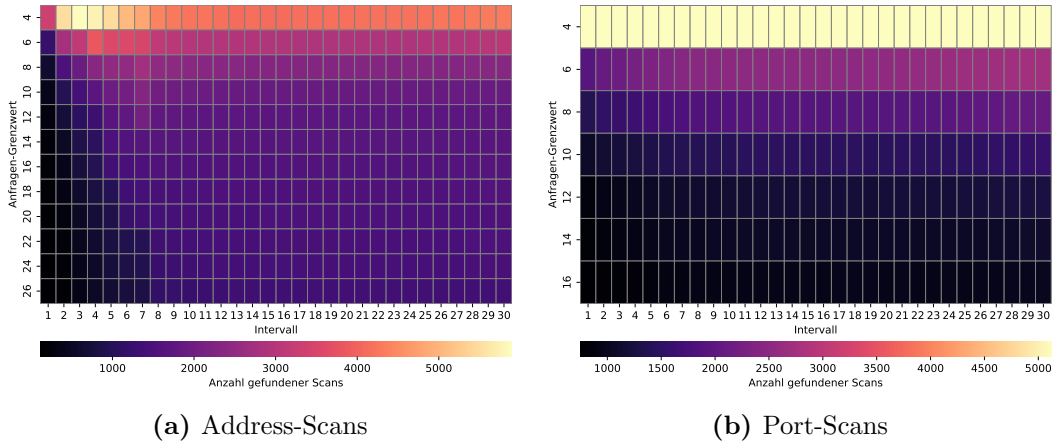 4
6
8
10
12
14
16
18
20
22
24
26
Anfragen-Grenzwert
1 2 3 4 5 6 7 8 9 10 11 12 13 14 15 16 17 18 19 20 21 22 23 24 25 26 27 28 29 30
Intervall
1000 2000 3000 4000 5000
Anzahl gefundener Scans
(a) Address-Scans
4
6
8
10
12
14
16
Anfragen-Grenzwert
1 2 3 4 5 6 7 8 9 10 11 12 13 14 15 16 17 18 19 20 21 22 23 24 25 26 27 28 29 30
Intervall
1000 1500 2000 2500 3000 3500 4000 4500 5000
Anzahl gefundener Scans
(b) Port-Scans